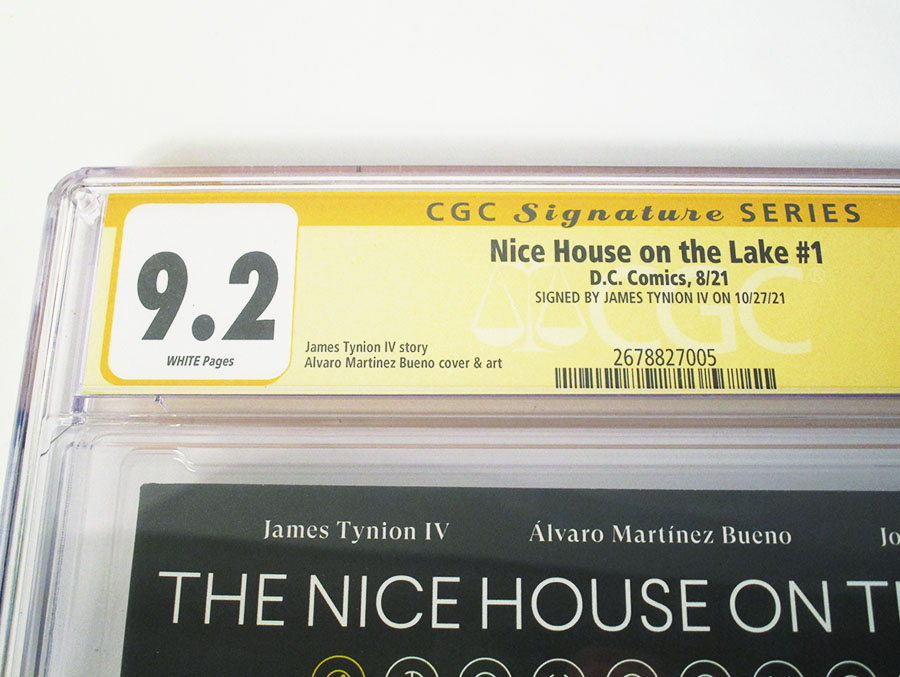 CGC Signature SERIES
9.2
WHITE Pages
Nice House on the Lake #1
D.C. Comics, 8/21
SIGNED BY JAMES TYNION IV ON 10/27/21
James Tynion IV story
Alvaro Martinez Bueno cover & art
CGC
2678827005
James Tynion IV Álvaro Martínez Bueno Jo
THE NICE HOUSE ON T